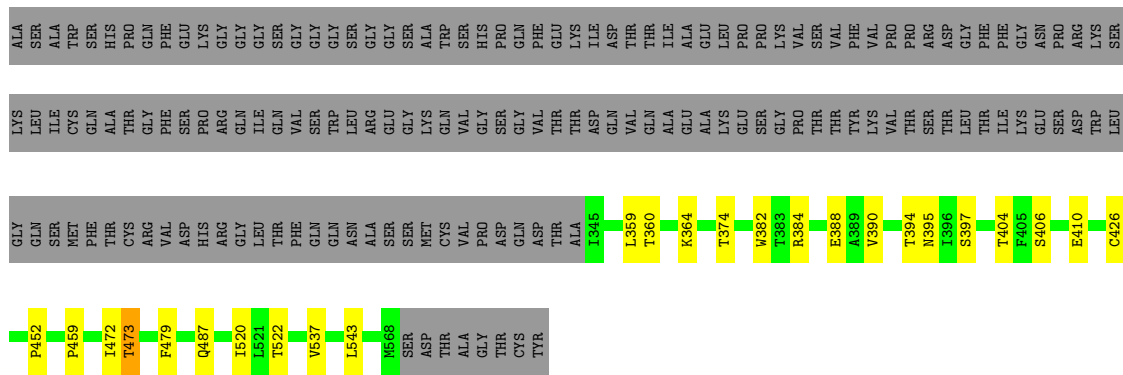 ALA SER ALA TRP SER HIS PRO GLN PHE GLU LYS GLY GLY GLY SER GLY GLY GLY SER GLY GLY SER ALA TRP SER HIS PRO GLN PHE GLU LYS ILE ASP THR THR ILE ALA GLU LEU PRO PRO LYS VAL SER VAL PHE VAL PRO PRO ARG ASP GLY PHE PHE GLY ASN PRO ARG LYS SER
LYS LEU ILE CYS GLN ALA THR GLY PHE SER PRO ARG GLN ILE GLN VAL SER TRP LEU ARG GLU GLY LYS GLN VAL GLY SER GLY VAL THR THR ASP GLN VAL GLN ALA GLU ALA LYS GLU SER GLY PRO THR THR TYR LYS VAL THR SER THR LEU THR ILE LYS GLU SER ASP TRP LEU
GLY GLN SER MET PHE THR CYS ARG VAL ASP HIS ARG GLY LEU THR PHE GLN GLN ASN ALA SER SER MET CYS VAL PRO ASP GLN ASP THR ALA I345 L359 T360 K364 T374 W382 T383 R384 E388 A389 V390 T394 N395 I396 S397 T404 F405 S406 E410 C426
P452 P459 I472 T473 F479 Q487 I520 L521 T522 V537 L543 M568 SER ASP THR ALA GLY THR CYS TYR